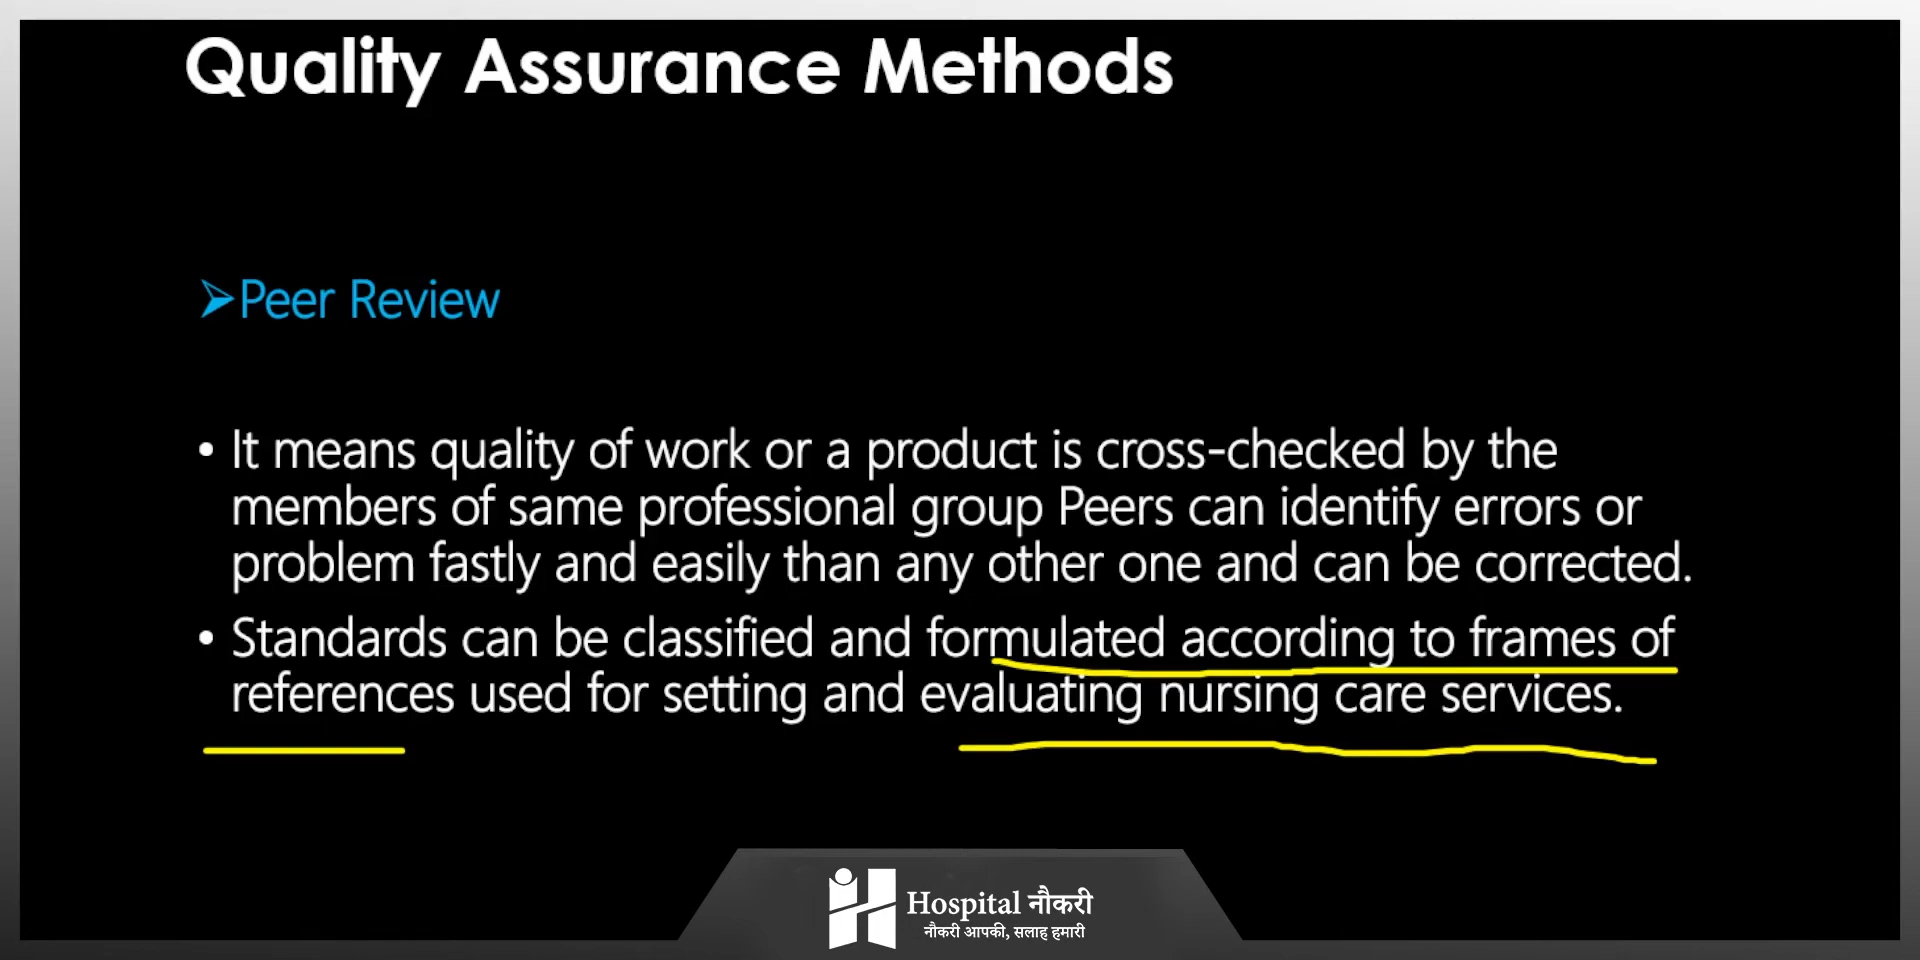 Quality Assurance Methods
➢Peer Review
• It means quality of work or a product is cross-checked by the
members of same professional group Peers can identify errors or
problem fastly and easily than any other one and can be corrected.
• Standards can be classified and formulated according to frames of
references used for setting and evaluating nursing care services.
Hospital नौकरी
नौकरी आपकी, सलाह हमारी